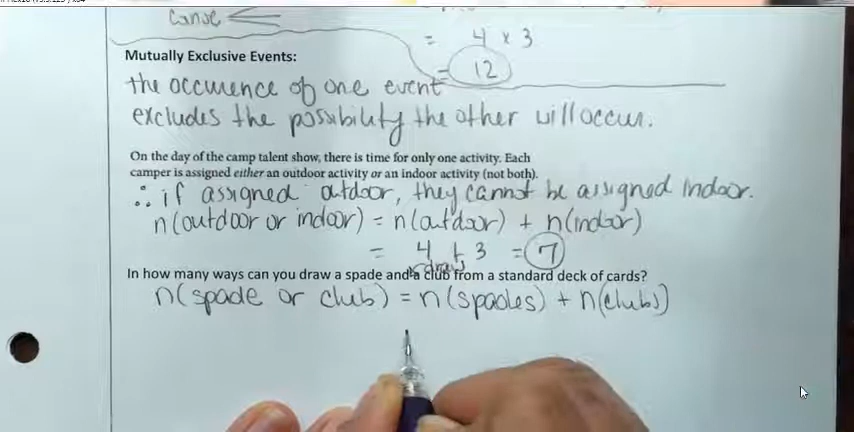 Canoe
= 4 x 3
= 12
Mutually Exclusive Events:
the occurence of one event
excludes the possibility the other will occur.
On the day of the camp talent show, there is time for only one activity. Each
camper is assigned either an outdoor activity or an indoor activity (not both).
∴ if assigned outdoor, they cannot be assigned indoor.
n(outdoor or indoor) = n(outdoor) + n(indoor)
= 4 + 3 = 7
In how many ways can you draw a spade and a club from a standard deck of cards?
n(spade or club) = n(spades) + n(clubs)